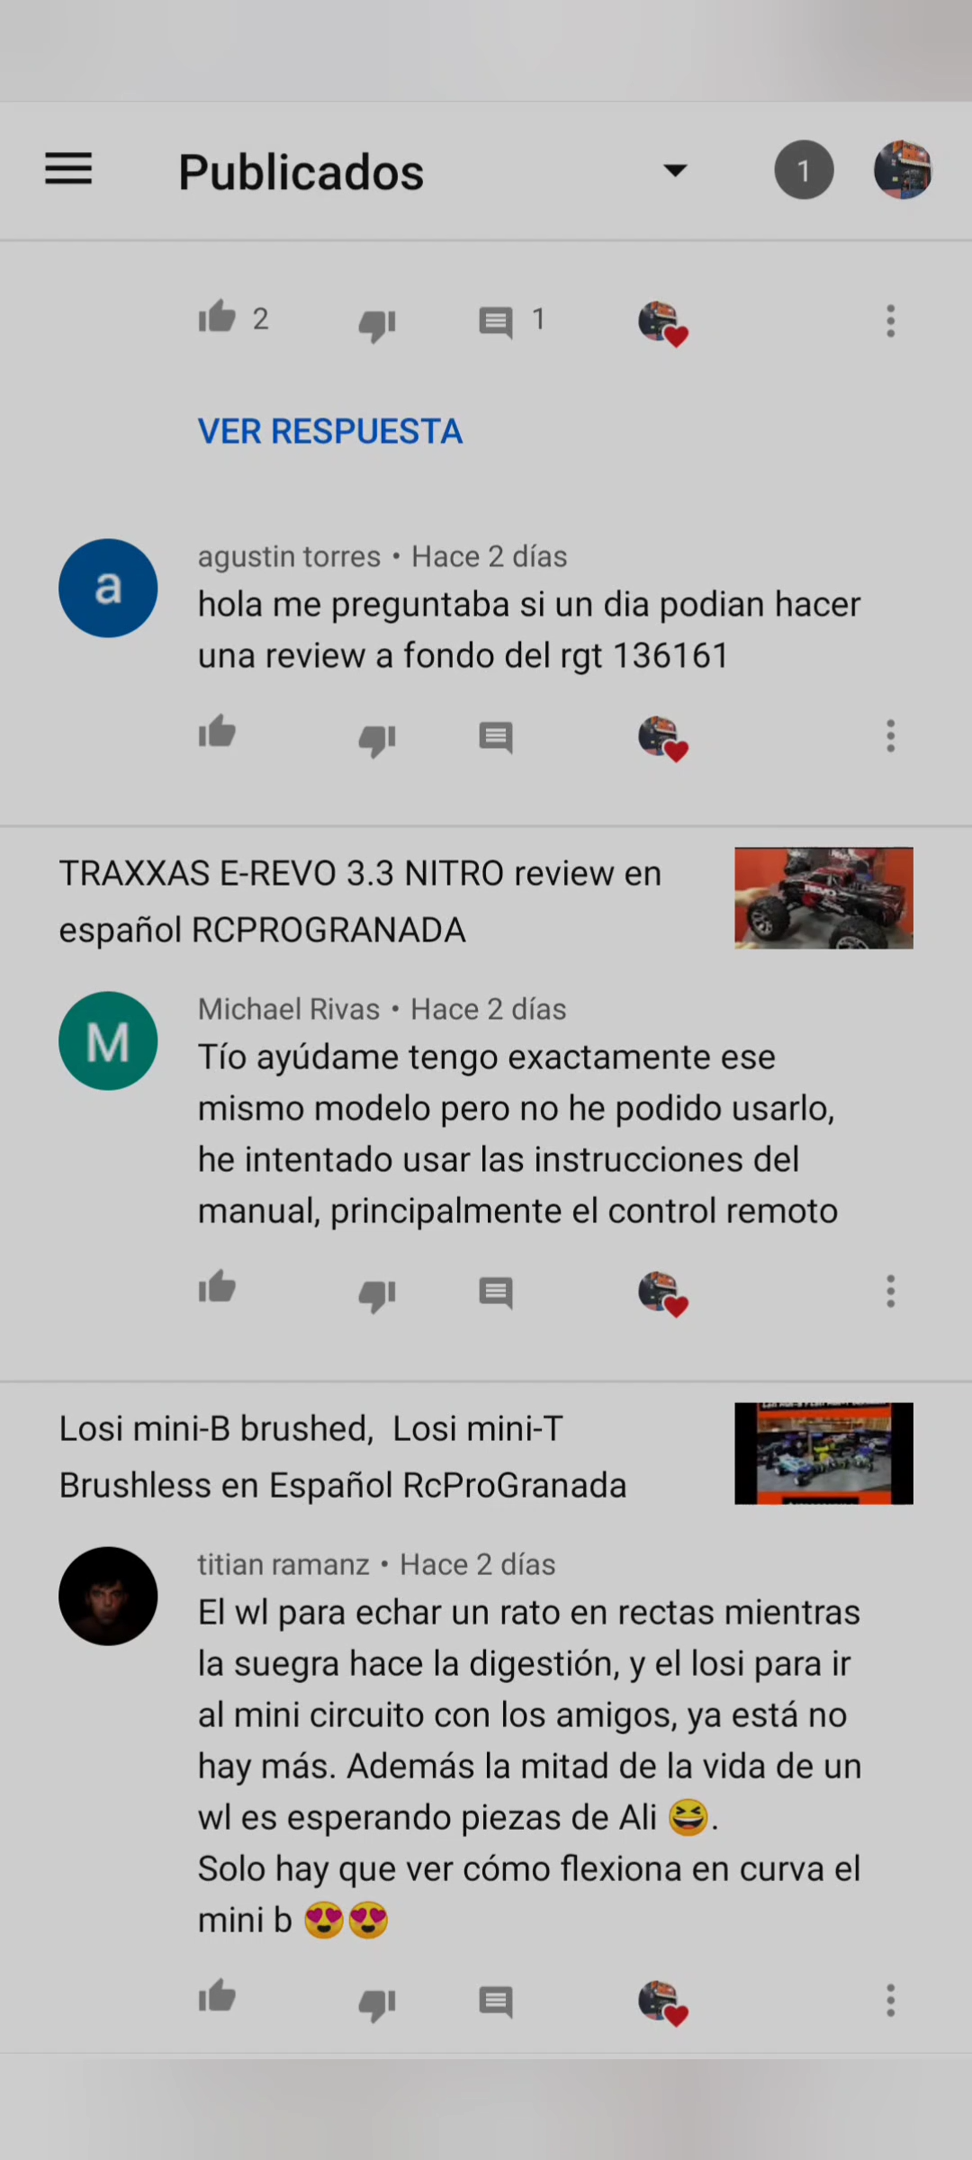 Publicados
1
2
1
VER RESPUESTA
a
agustin torres • Hace 2 días
hola me preguntaba si un dia podian hacer
una review a fondo del rgt 136161
TRAXXAS E-REVO 3.3 NITRO review en
español RCPROGRANADA
M
Michael Rivas • Hace 2 días
Tío ayúdame tengo exactamente ese
mismo modelo pero no he podido usarlo,
he intentado usar las instrucciones del
manual, principalmente el control remoto
Losi mini-B brushed,  Losi mini-T
Brushless en Español RcProGranada
titian ramanz • Hace 2 días
El wl para echar un rato en rectas mientras
la suegra hace la digestión, y el losi para ir
al mini circuito con los amigos, ya está no
hay más. Además la mitad de la vida de un
wl es esperando piezas de Ali 😆.
Solo hay que ver cómo flexiona en curva el
mini b 😍😍